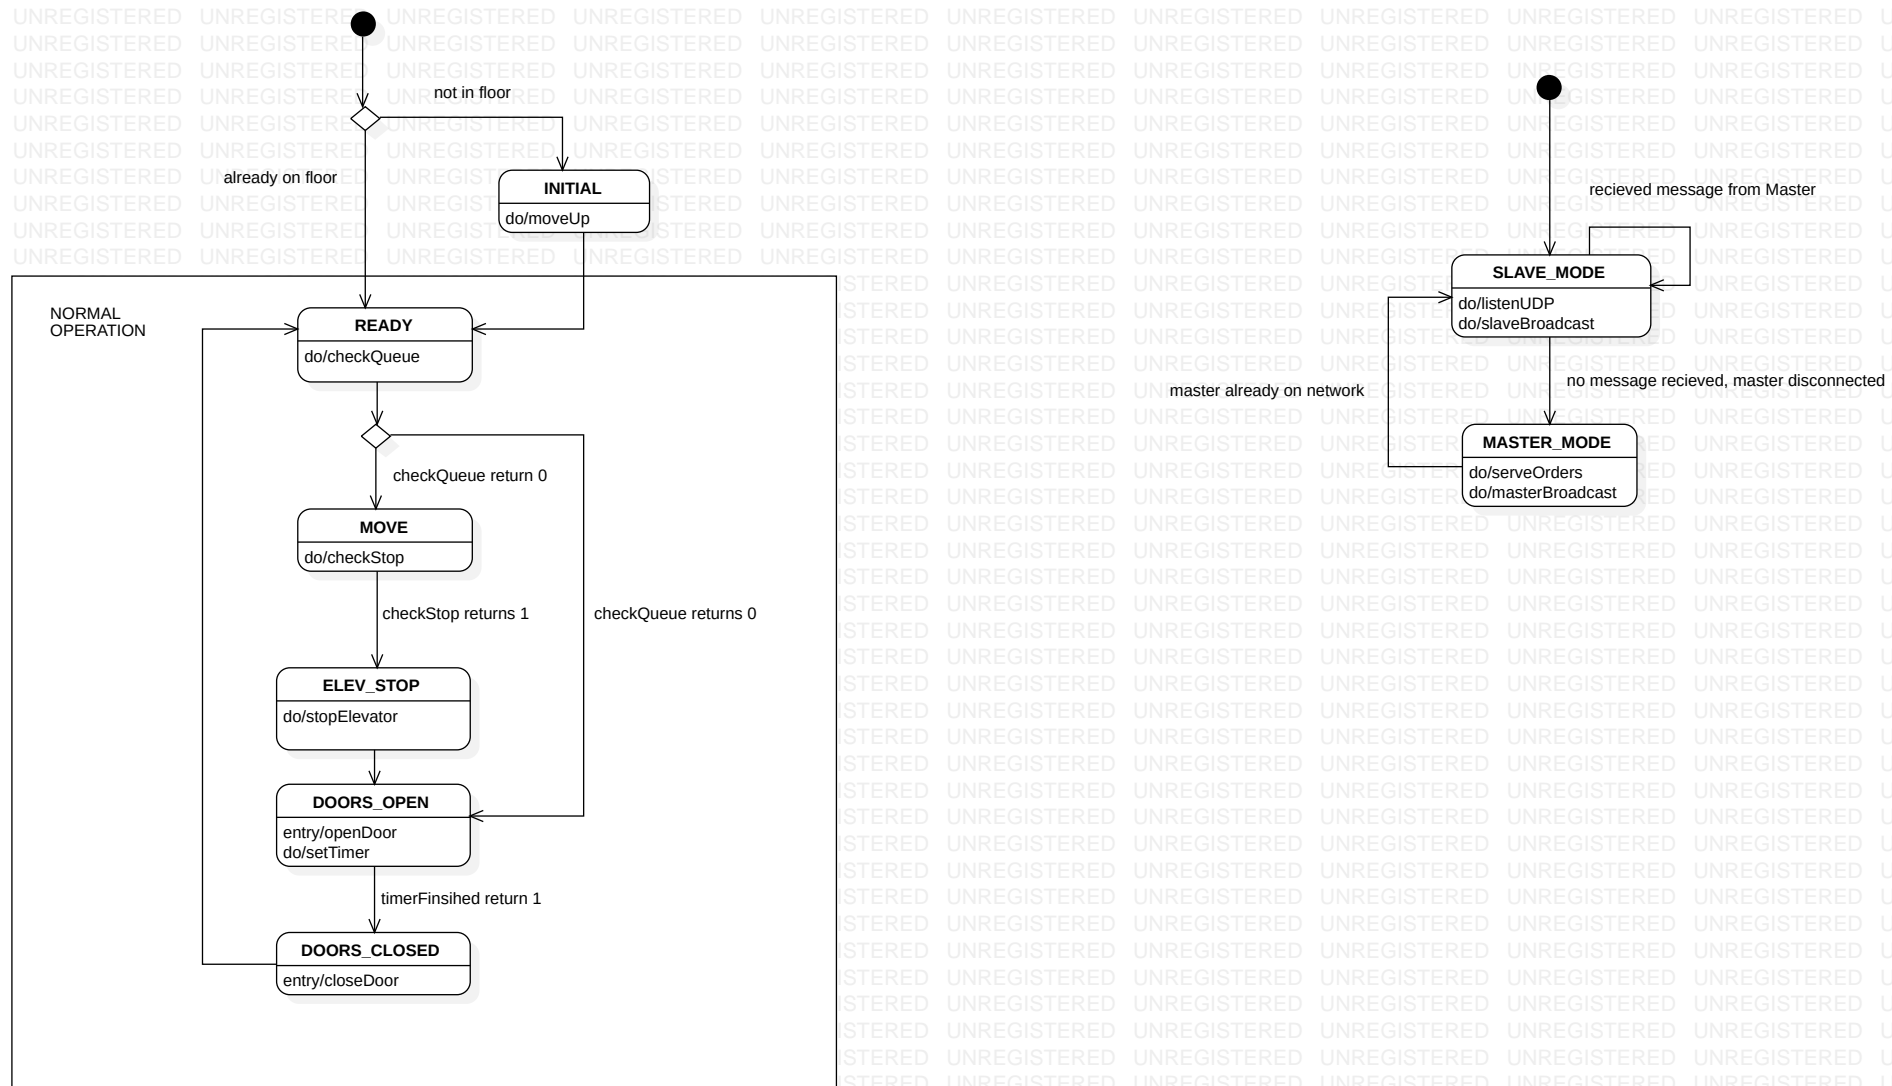 not in floor
already on floor
INITIAL
do/moveUp
NORMAL
OPERATION
READY
do/checkQueue
checkQueue return 0
MOVE
do/checkStop
checkStop returns 1
checkQueue returns 0
ELEV_STOP
do/stopElevator
DOORS_OPEN
entry/openDoor
do/setTimer
timerFinsihed return 1
DOORS_CLOSED
entry/closeDoor
recieved message from Master
SLAVE_MODE
do/listenUDP
do/slaveBroadcast
master already on network
no message recieved, master disconnected
MASTER_MODE
do/serveOrders
do/masterBroadcast
UNREGISTERED